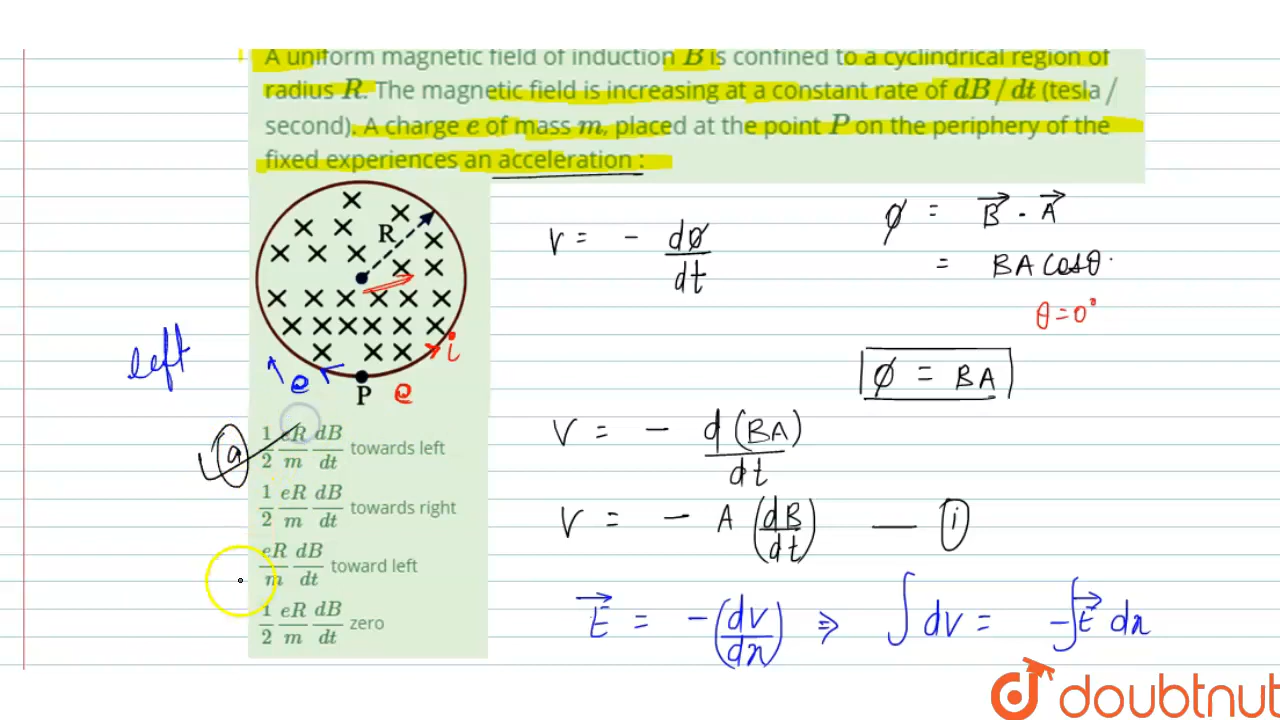 A uniform magnetic field of induction B is confined to a cyclindrical region of
radius R. The magnetic field is increasing at a constant rate of dB/dt (tesla/
second). A charge e of mass m, placed at the point P on the periphery of the
fixed experiences an acceleration :
R
i
e
P
e
left
a
1/2 eR/m dB/dt towards left
1/2 eR/m dB/dt towards right
eR/m dB/dt toward left
1/2 eR/m dB/dt zero
V = - dφ/dt
φ = B⃗ . A⃗
= BA cosθ.
θ=0°
φ = BA
V = - d(BA)/dt
V = - A (dB/dt) — (i)
E⃗ = -(dv/dx) ⇒ ∫dv = -∫E⃗ dx
doubtnut